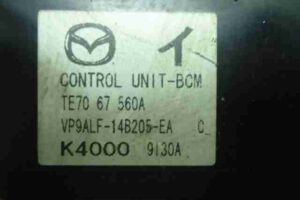 イ
CONTROL UNIT-BCM
TE70 67 560A
VP9ALF-14B205-EA C
K4000 9130A